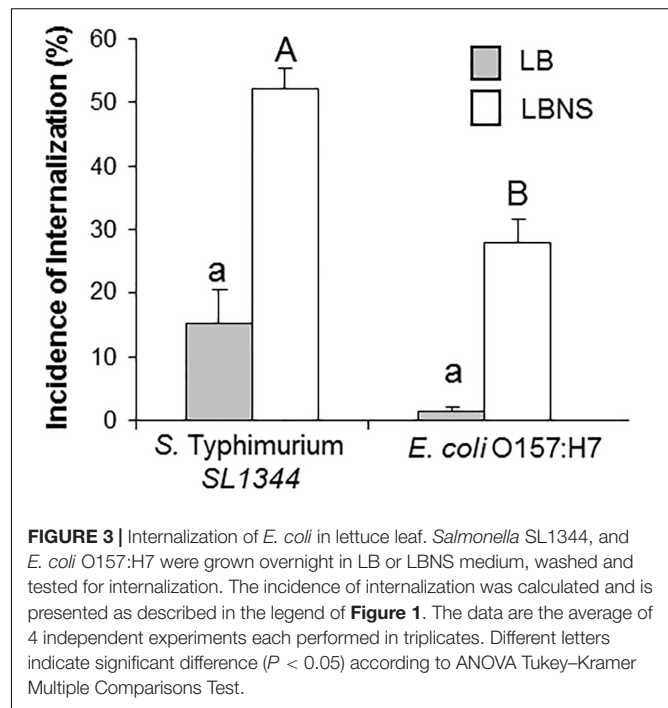 Incidence of Internalization (%)
60
50
40
30
20
10
0
A
a
B
a
LB
LBNS
S. Typhimurium
SL1344
E. coli O157:H7
FIGURE 3 | Internalization of E. coli in lettuce leaf. Salmonella SL1344, and
E. coli O157:H7 were grown overnight in LB or LBNS medium, washed and
tested for internalization. The incidence of internalization was calculated and is
presented as described in the legend of Figure 1. The data are the average of
4 independent experiments each performed in triplicates. Different letters
indicate significant difference (P < 0.05) according to ANOVA Tukey–Kramer
Multiple Comparisons Test.